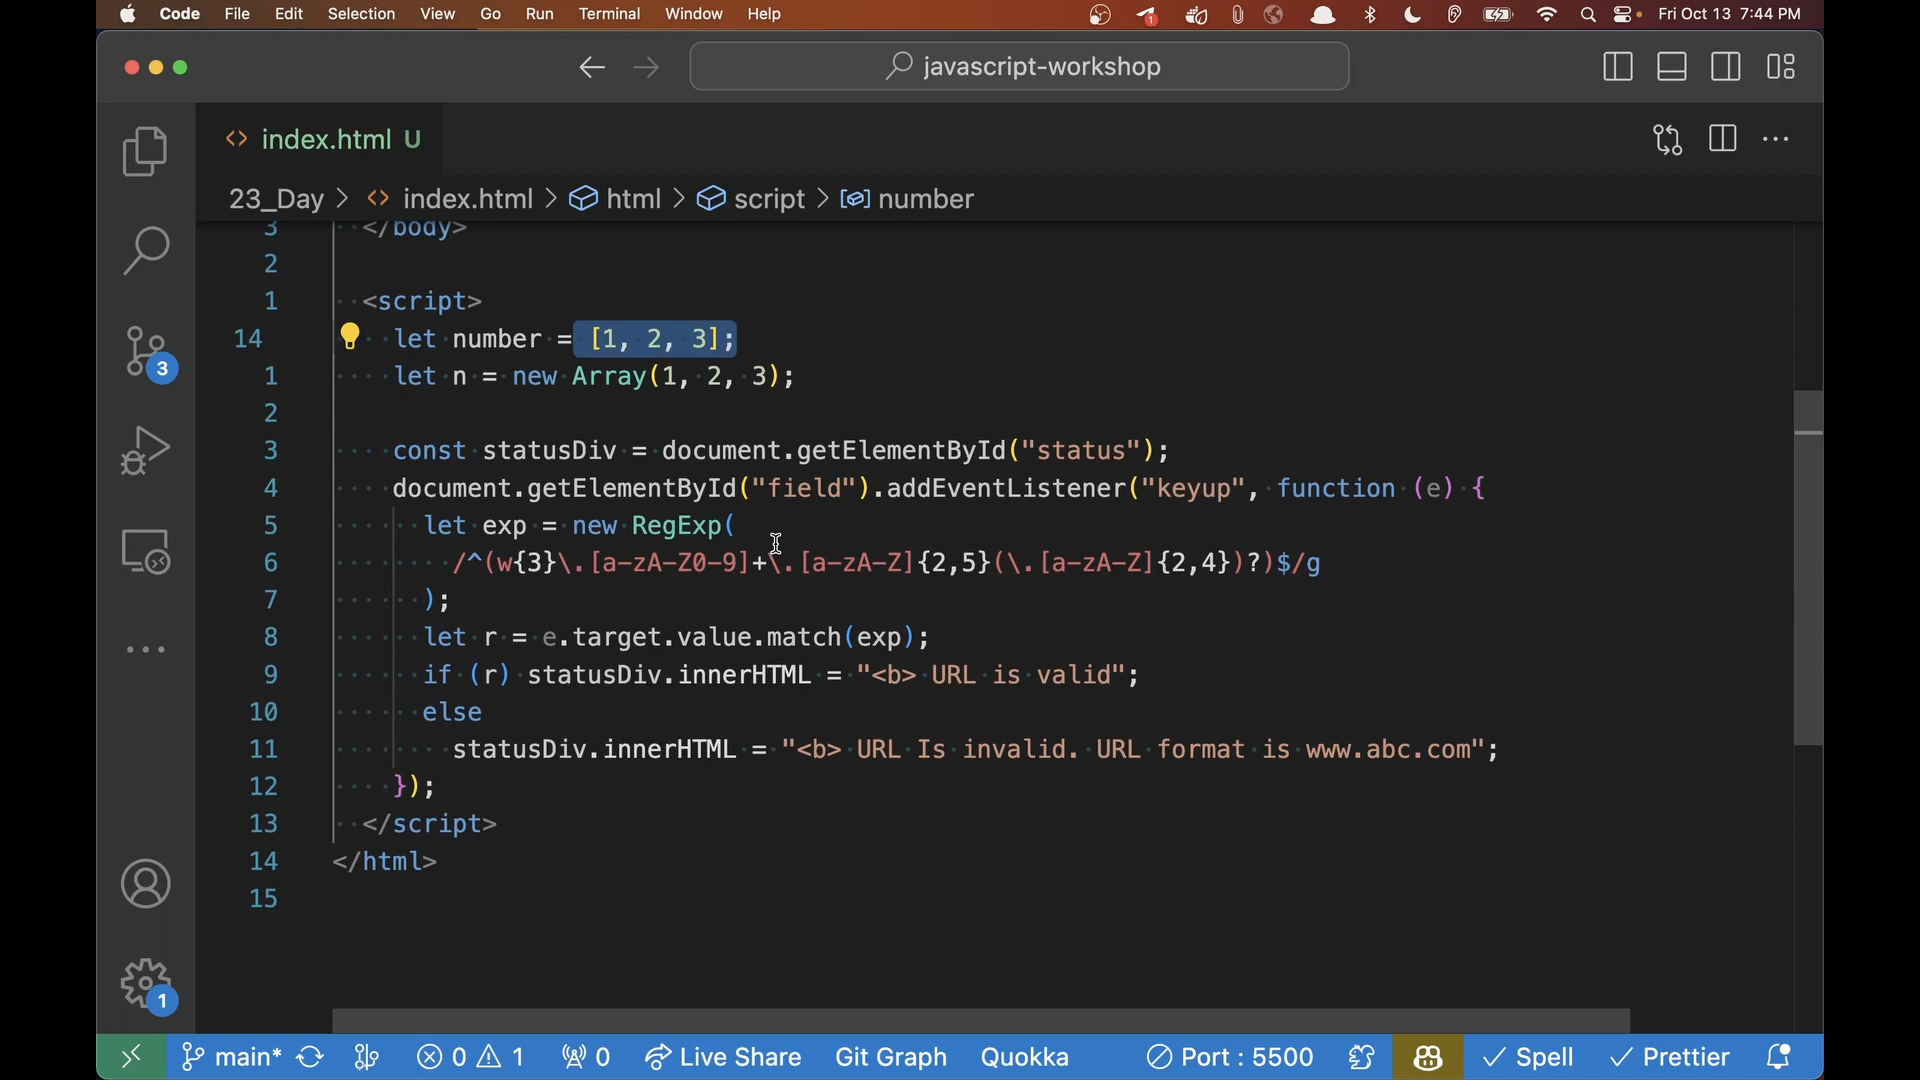 Code File Edit Selection View Go Run Terminal Window Help 1 Fri Oct 13 7:44 PM
javascript-workshop
index.html U
23_Day > index.html > html > script > number
3 </body>
2
1 <script>
14 let number = [1, 2, 3];
1 let n = new Array(1, 2, 3);
2
3 const statusDiv = document.getElementById("status");
4 document.getElementById("field").addEventListener("keyup", function (e) {
5 let exp = new RegExp(
6 /^(w{3}\.[a-zA-Z0-9]+\.[a-zA-Z]{2,5}(\.[a-zA-Z]{2,4})?)$/g
7 );
8 let r = e.target.value.match(exp);
9 if (r) statusDiv.innerHTML = "<b> URL is valid";
10 else
11 statusDiv.innerHTML = "<b> URL Is invalid. URL format is www.abc.com";
12 });
13 </script>
14 </html>
15
3
1
main* 0 1 0 Live Share Git Graph Quokka Port : 5500 Spell Prettier